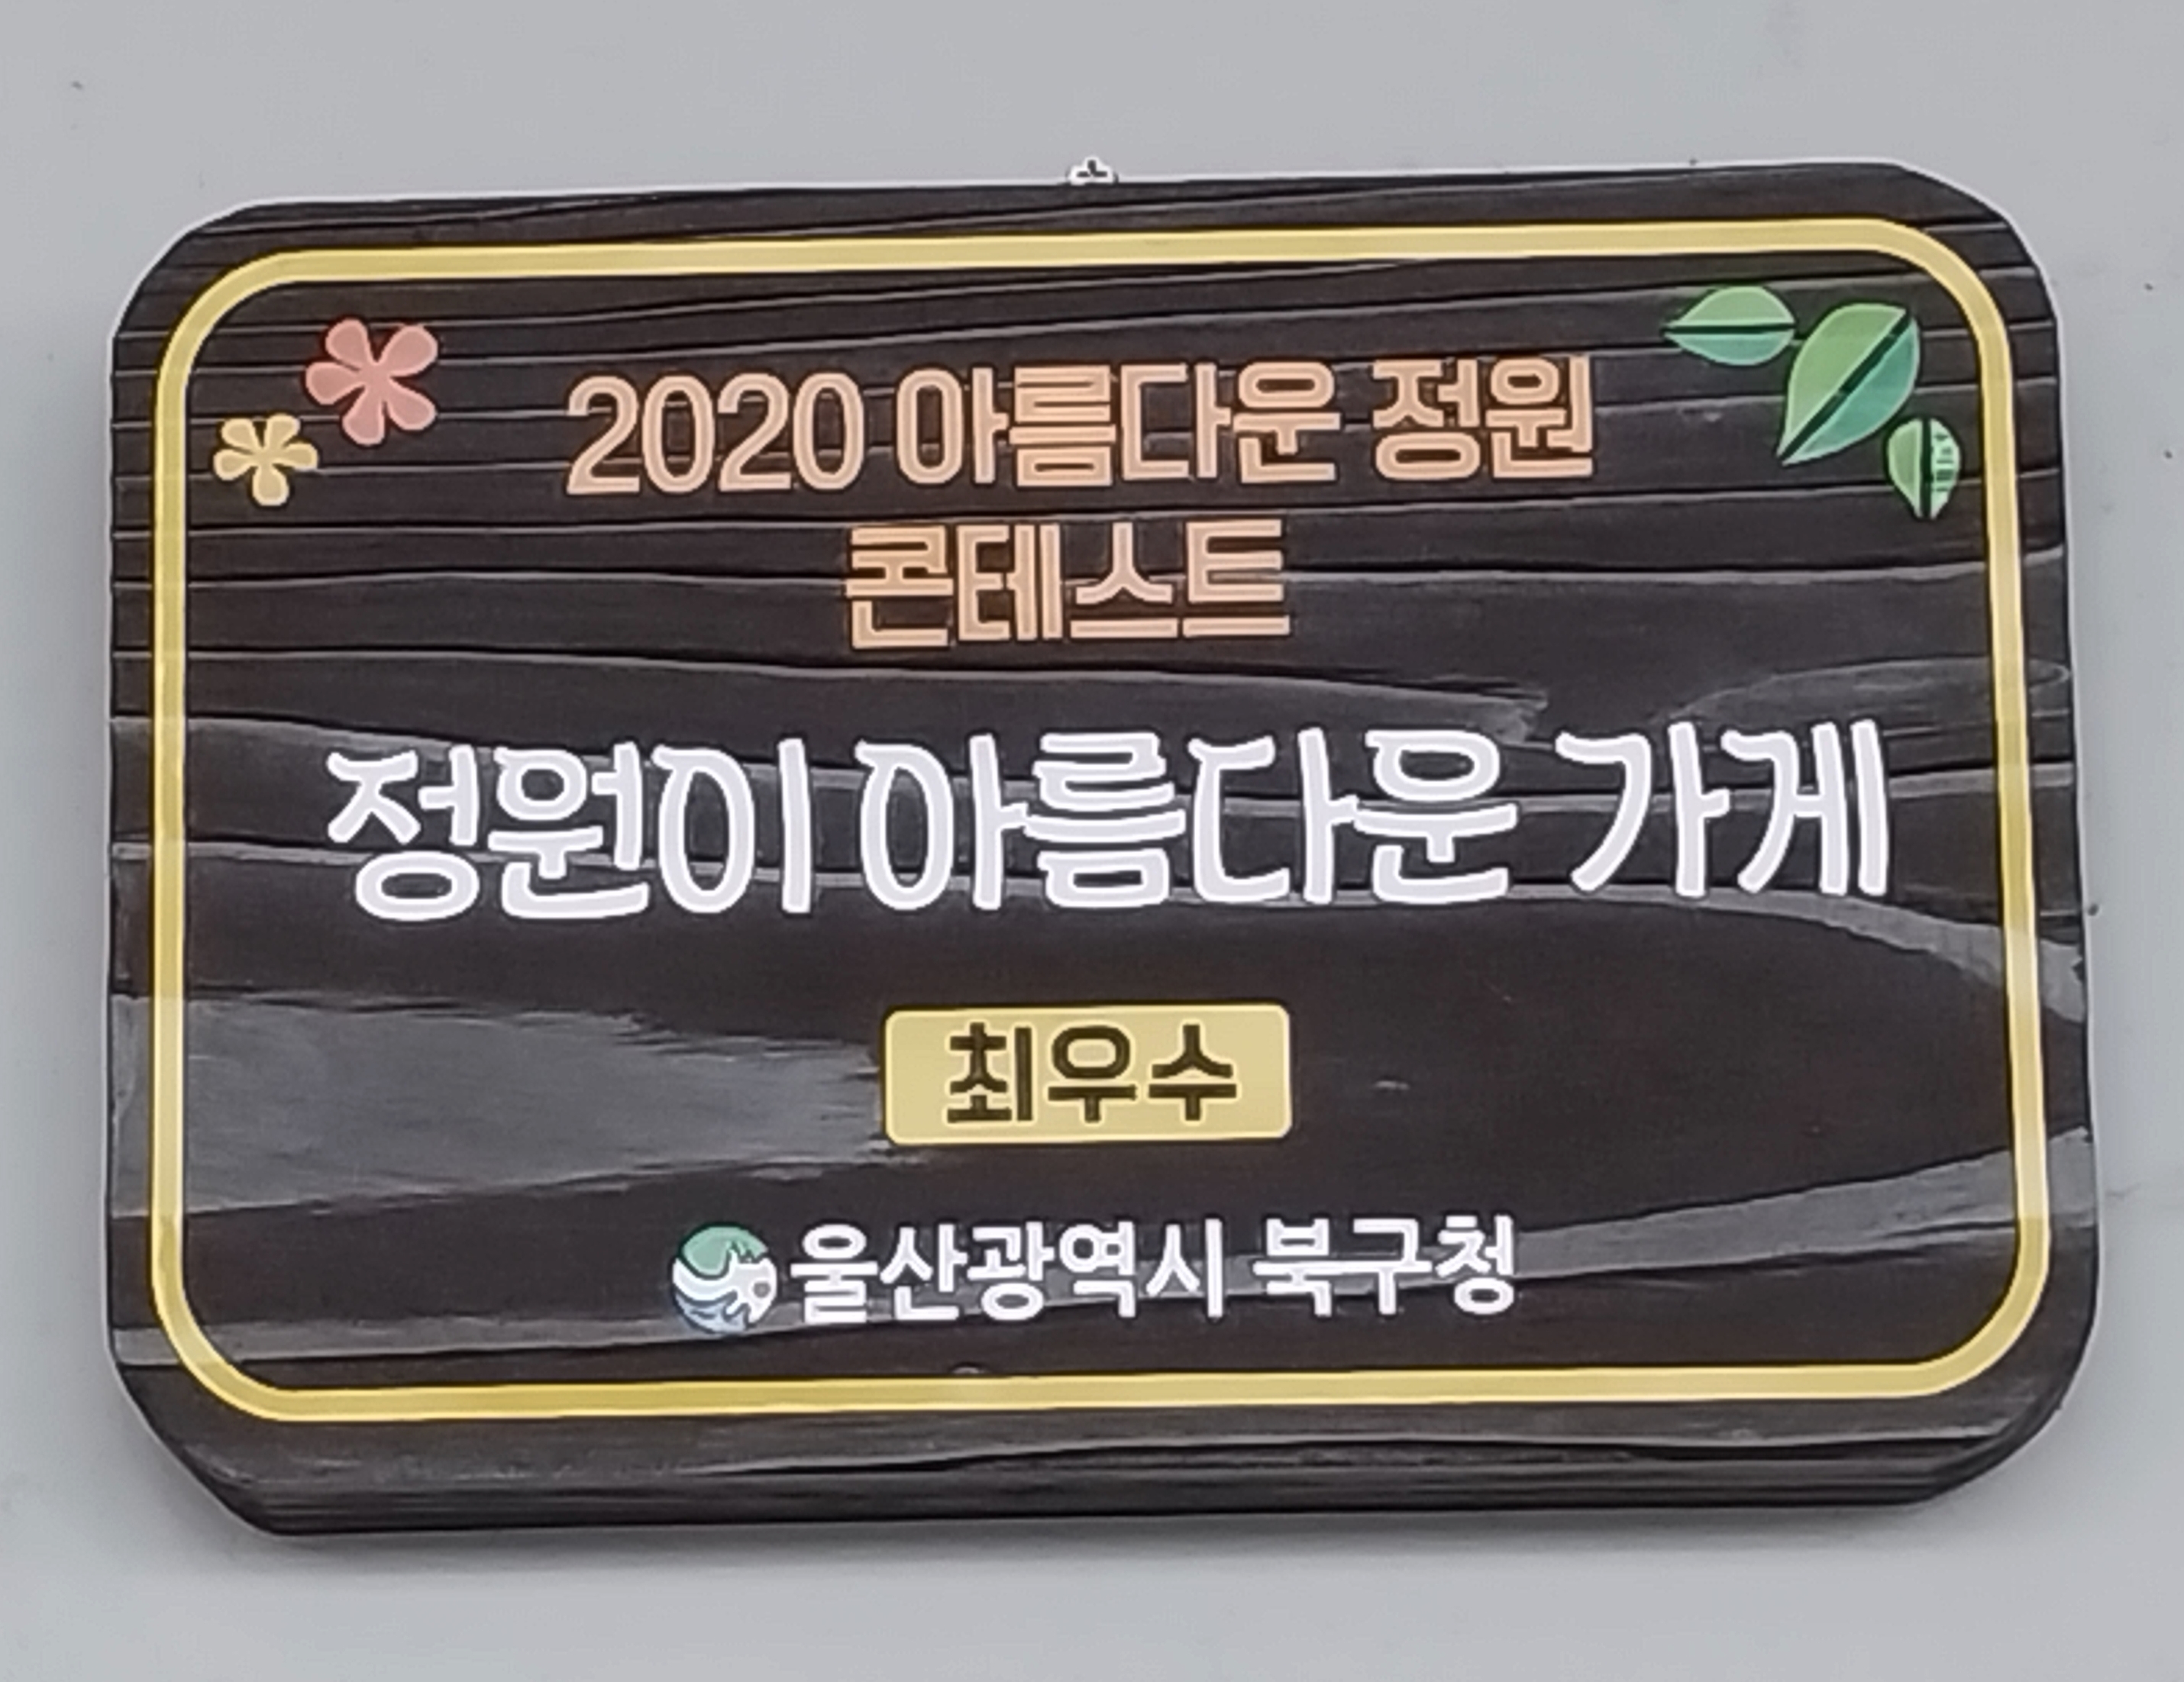 2020 아름다운 정원
콘테스트
정원이 아름다운 가게
최우수
울산광역시 북구청